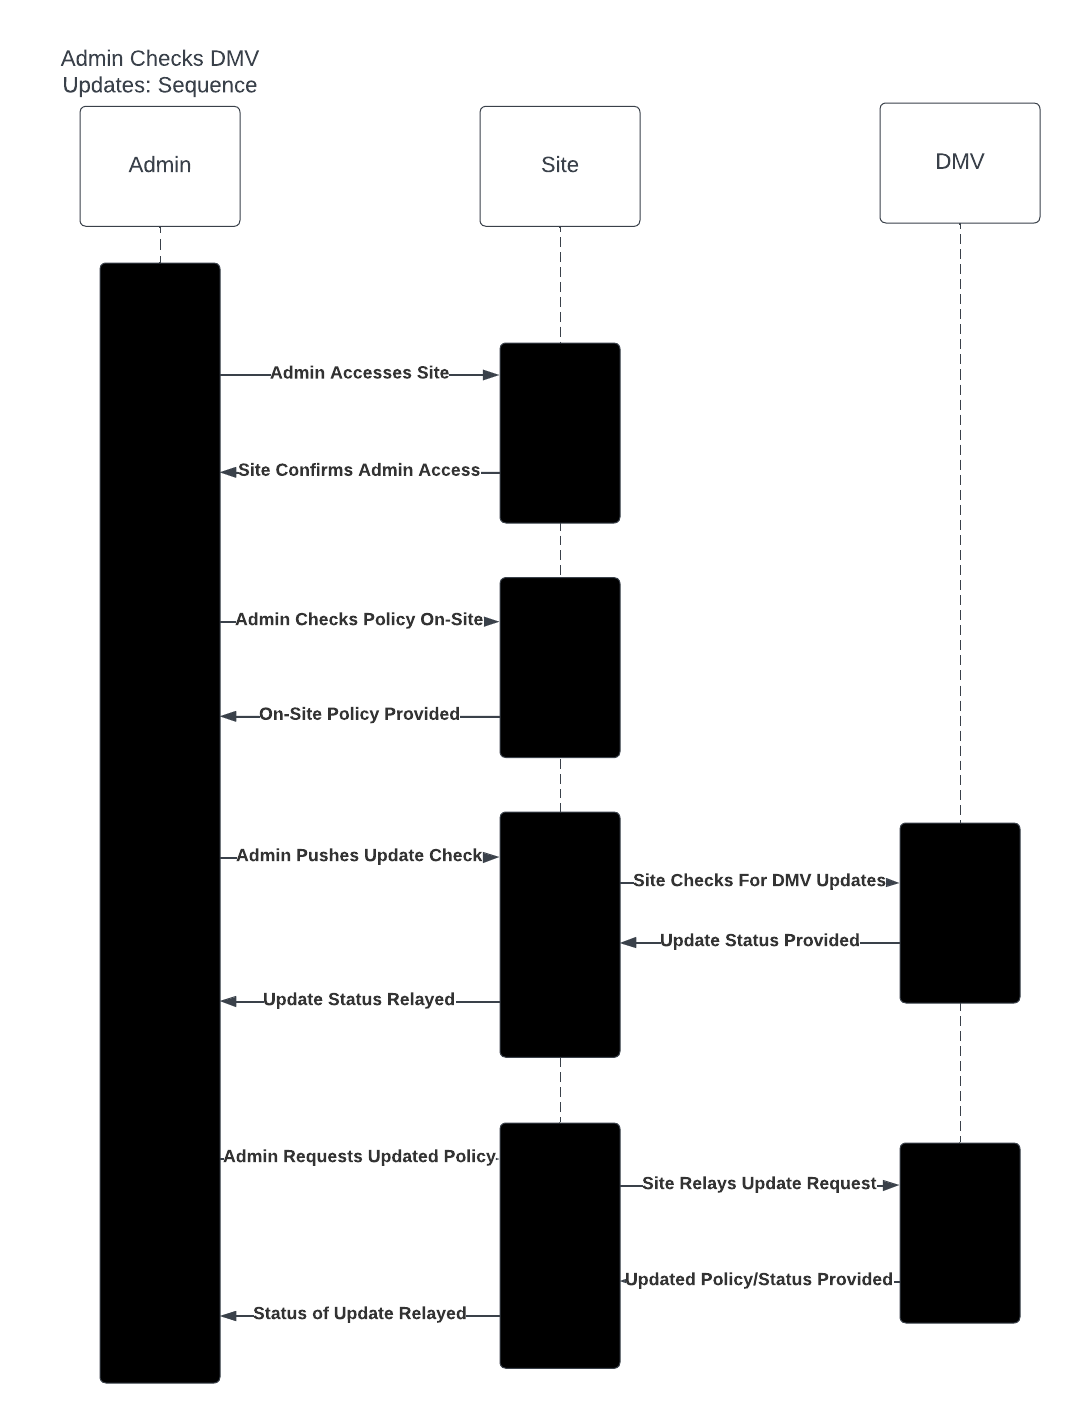 Admin Checks DMV
Updates: Sequence
Admin
Site
DMV
Admin Accesses Site
Site Confirms Admin Access
Admin Checks Policy On-Site
On-Site Policy Provided
Admin Pushes Update Check
Site Checks For DMV Updates
Update Status Provided
Update Status Relayed
Admin Requests Updated Policy
Site Relays Update Request
Updated Policy/Status Provided
Status of Update Relayed